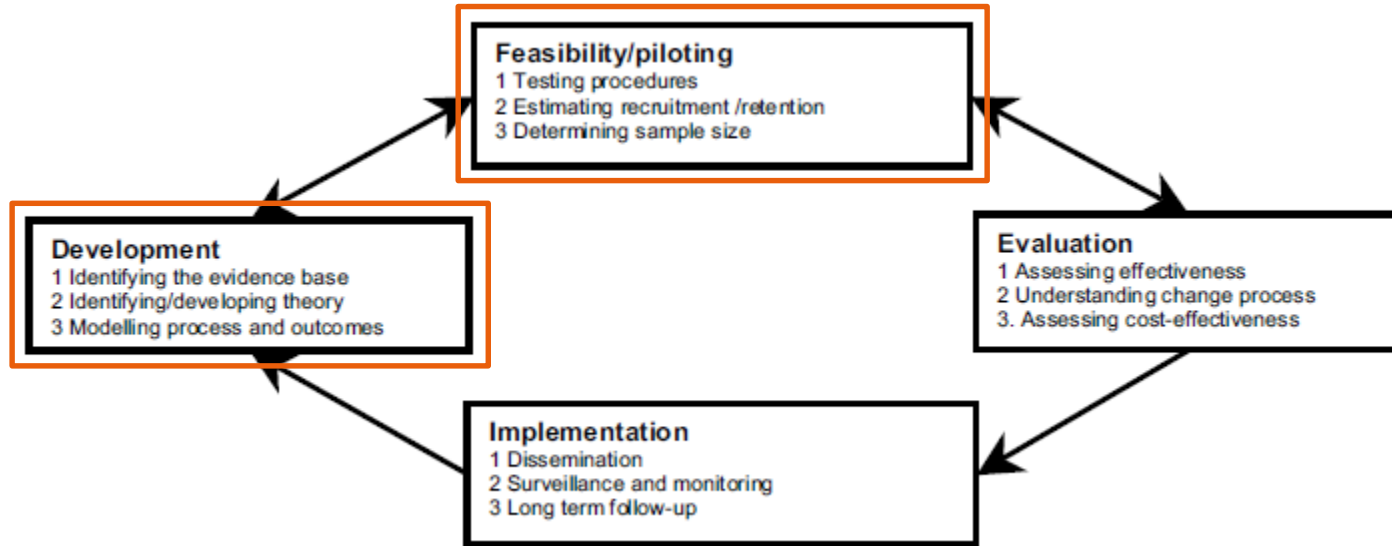 Feasibility/piloting
1 Testing procedures
2 Estimating recruitment /retention
3 Determining sample size
Development
1 Identifying the evidence base
2 Identifying/developing theory
3 Modelling process and outcomes
Evaluation
1 Assessing effectiveness
2 Understanding change process
3. Assessing cost-effectiveness
Implementation
1 Dissemination
2 Surveillance and monitoring
3 Long term follow-up